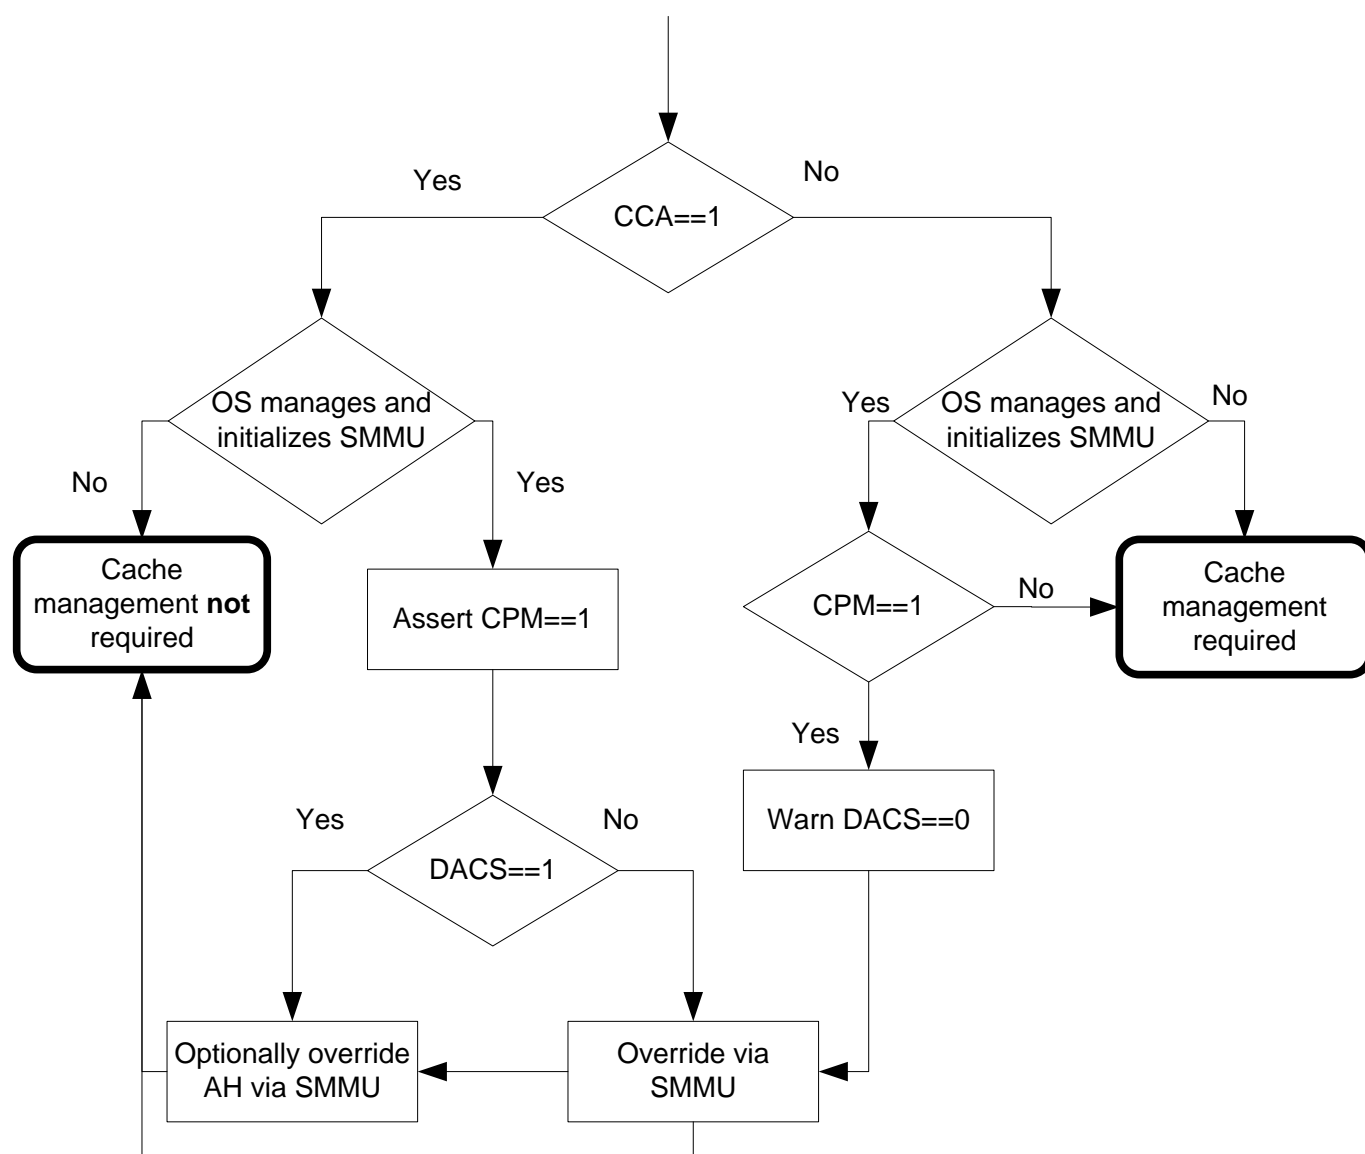 Yes
No
CCA==1
OS manages and
initializes SMMU
Yes
OS manages and
initializes SMMU
No
No
Yes
Cache
management not
required
Assert CPM==1
CPM==1
No
Cache
management
required
Yes
Yes
No
Warn DACS==0
DACS==1
Optionally override
AH via SMMU
Override via
SMMU